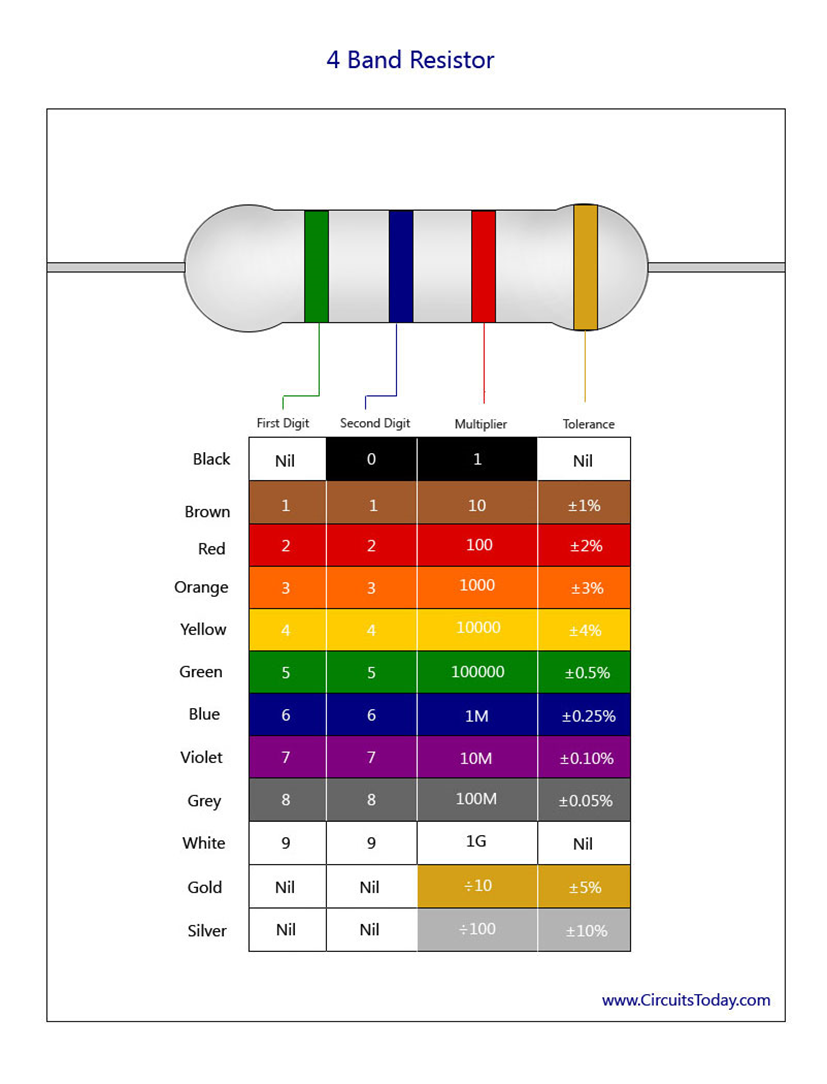 4 Band Resistor
First Digit Second Digit Multiplier Tolerance
Black Nil 0 1 Nil
Brown 1 1 10 ±1%
Red 2 2 100 ±2%
Orange 3 3 1000 ±3%
Yellow 4 4 10000 ±4%
Green 5 5 100000 ±0.5%
Blue 6 6 1M ±0.25%
Violet 7 7 10M ±0.10%
Grey 8 8 100M ±0.05%
White 9 9 1G Nil
Gold Nil Nil ÷10 ±5%
Silver Nil Nil ÷100 ±10%
www.CircuitsToday.com